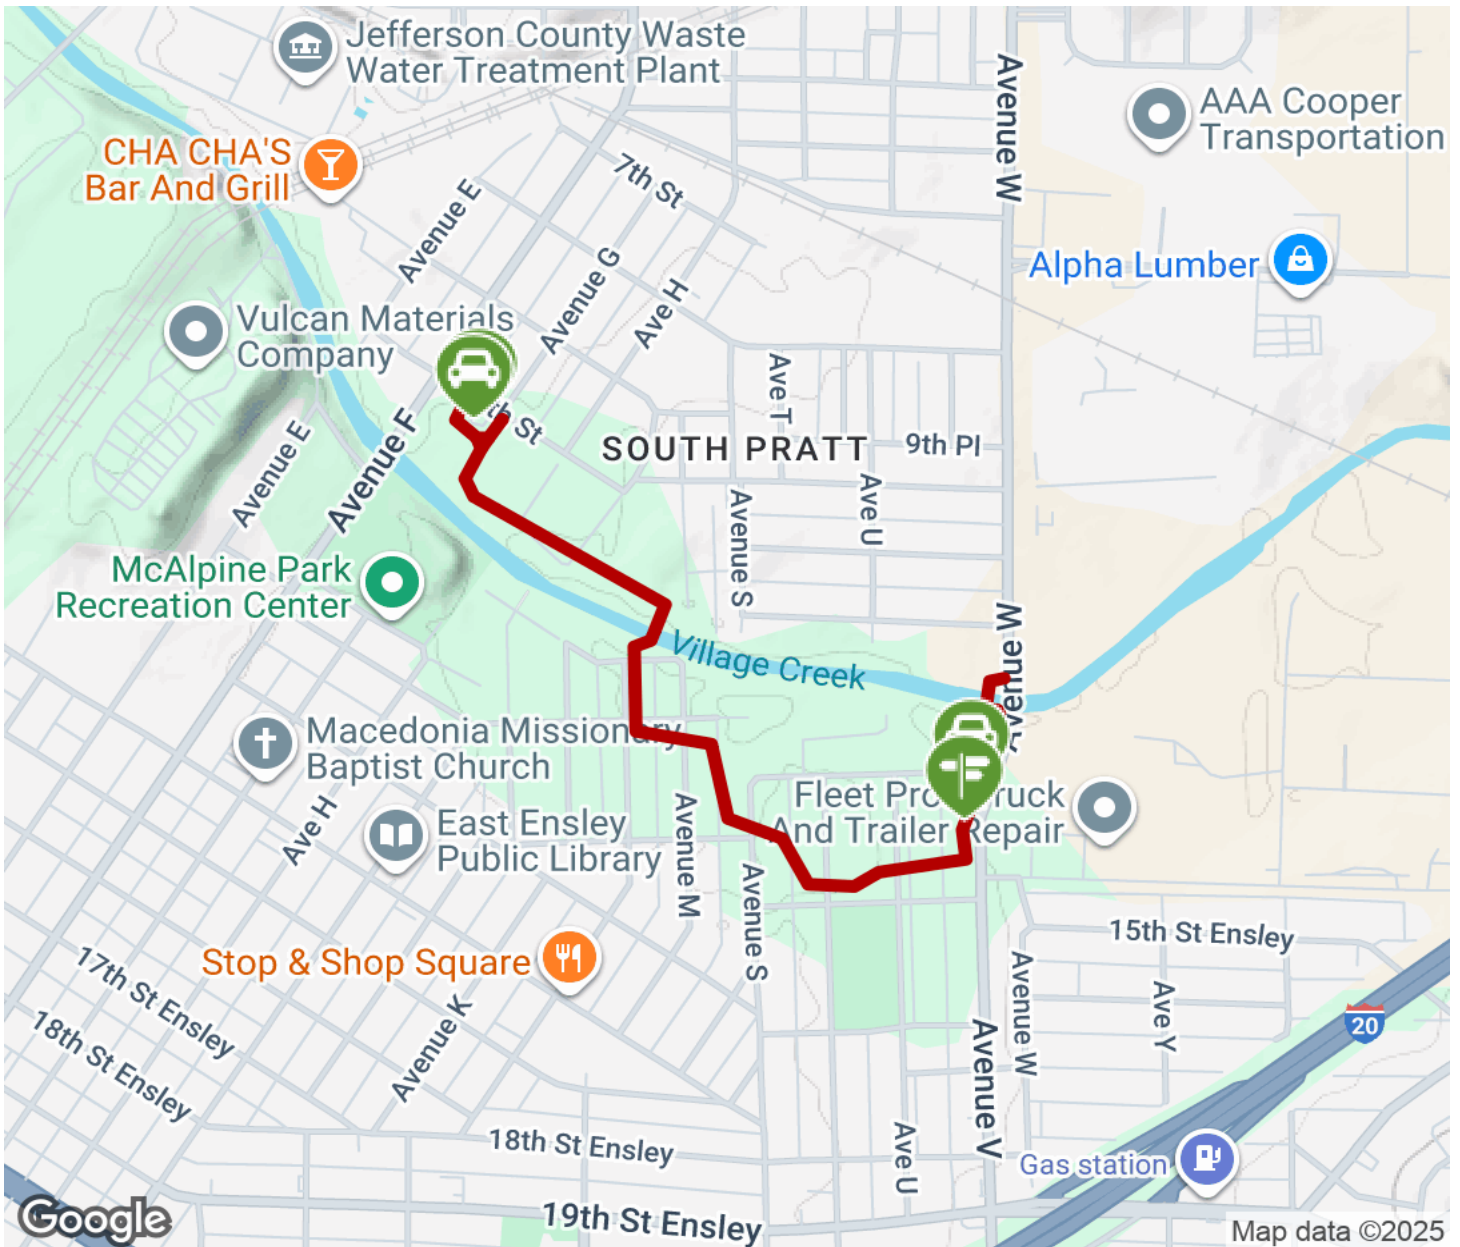 Jefferson County Waste
Water Treatment Plant
Avenue W
AAA Cooper
Transportation
CHA CHA'S
Bar And Grill
7th St
Avenue E
Avenue G
Ave H
Alpha Lumber
Vulcan Materials
Company
Ave T
th St
SOUTH PRATT
9th Pl
Avenue E
Avenue F
Avenue S
Ave U
McAlpine Park
Recreation Center
Village Creek
Avenue W
Macedonia Missionary
Baptist Church
Fleet Pro Truck
And Trailer Repair
Ave H
East Ensley
Public Library
Avenue M
Avenue S
15th St Ensley
Stop & Shop Square
17th St Ensley
18th St Ensley
Avenue K
Avenue W
Ave Y
20
Avenue V
18th St Ensley
Ave U
Gas station
19th St Ensley
Google
Map data ©2025